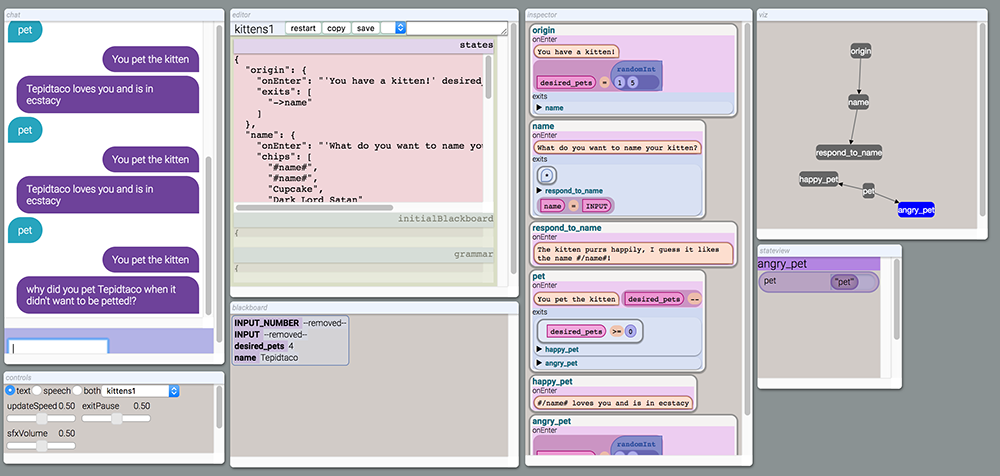 chat
pet
You pet the kitten
Tepidtaco loves you and is in
ecstacy
pet
You pet the kitten
Tepidtaco loves you and is in
ecstacy
pet
You pet the kitten
why did you pet Tepidtaco when it
didn't want to be petted!?
controls
text speech both kittens1
updateSpeed 0.50 exitPause 0.50
sfxVolume 0.50
editor
kittens1 restart copy save
states
{
"origin": {
"onEnter": "'You have a kitten!' desired_
"exits": [
"->name"
]
},
"name": {
"onEnter": "'What do you want to name yo
"chips": [
"#name#",
"#name#",
"Cupcake",
"Dark Lord Satan"
initialBlackboard
{
grammar
{
blackboard
INPUT_NUMBER --removed--
INPUT --removed--
desired_pets 4
name Tepidtaco
inspector
origin
onEnter
You have a kitten!
randomInt
desired_pets = 1 5
exits
▶ name
name
onEnter
What do you want to name your kitten?
exits
*
▶ respond_to_name
name = INPUT
respond_to_name
onEnter
The kitten purrs happily, I guess it likes
the name #/name#!
pet
onEnter
You pet the kitten desired_pets --
exits
desired_pets >= 0
▶ happy_pet
▶ angry_pet
happy_pet
onEnter
#/name# loves you and is in ecstacy
angry_pet
onEnter
randomInt
viz
origin
name
respond_to_name
happy_pet
pet
angry_pet
stateview
angry_pet
pet "pet"